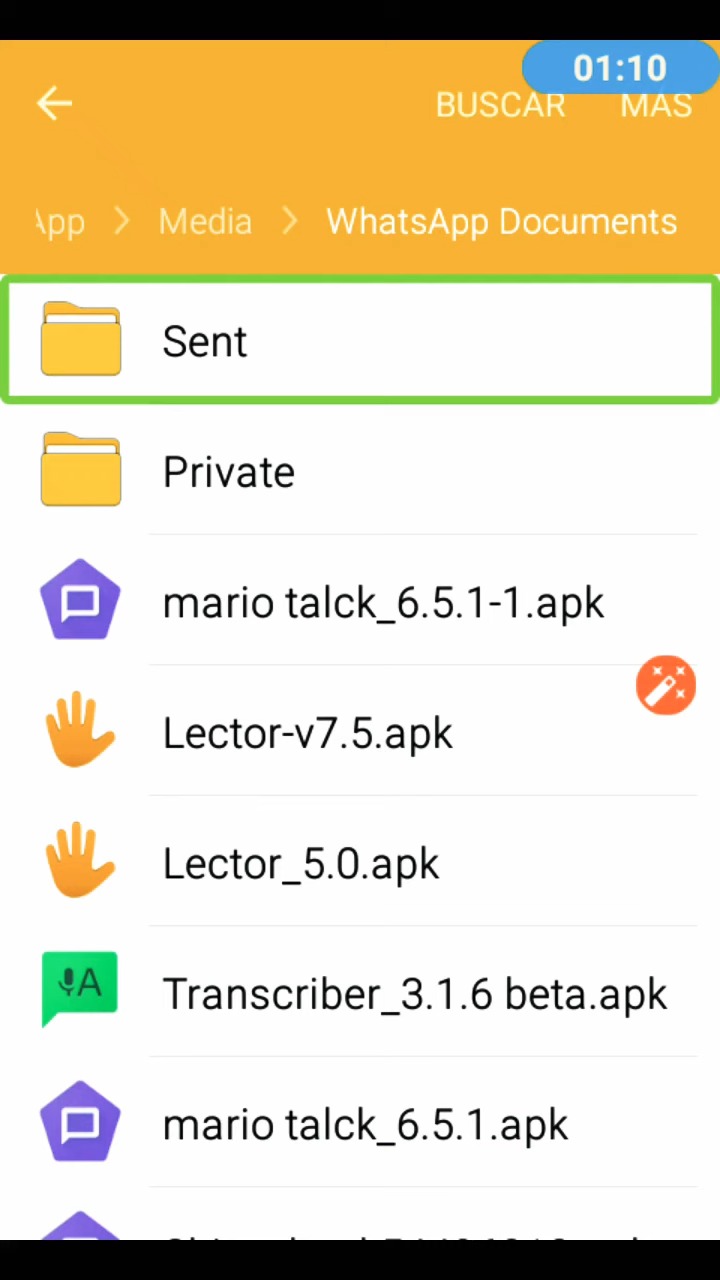 01:10
BUSCAR MÁS
App > Media > WhatsApp Documents
Sent
Private
mario talck_6.5.1-1.apk
Lector-v7.5.apk
Lector_5.0.apk
A
Transcriber_3.1.6 beta.apk
mario talck_6.5.1.apk